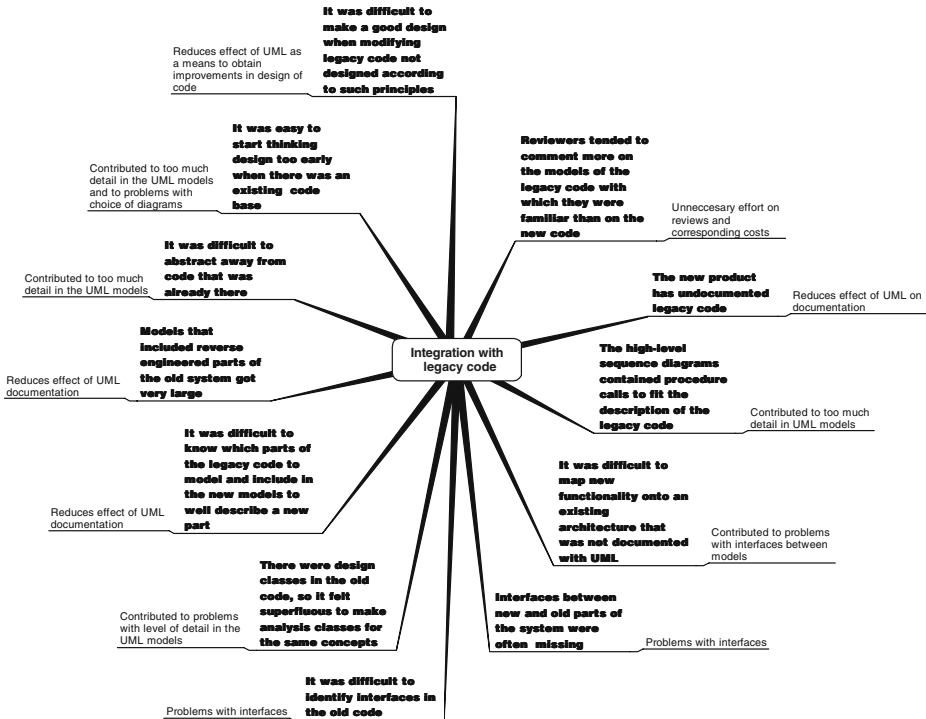 It was difficult to
make a good design
when modifying
legacy code not
designed according
to such principles
Reduces effect of UML as
a means to obtain
improvements in design of
code
It was easy to
start thinking
design too early
when there was an
existing code
base
Contributed to too much
detail in the UML models
and to problems with
choice of diagrams
It was difficult to
abstract away from
code that was
already there
Contributed to too much
detail in the UML models
Models that
included reverse
engineered parts of
the old system got
very large
Reduces effect of UML
documentation
It was difficult to
know which parts of
the legacy code to
model and include in
the new models to
well describe a new
part
Reduces effect of UML
documentation
There were design
classes in the old
code, so it felt
superfluous to make
analysis classes for
the same concepts
Contributed to problems
with level of detail in the
UML models
It was difficult to
identify interfaces in
the old code
Problems with interfaces
Integration with
legacy code
Reviewers tended to
comment more on
the models of the
legacy code with
which they were
familiar than on the
new code
Unneccesary effort on
reviews and
corresponding costs
The new product
has undocumented
legacy code
Reduces effect of UML on
documentation
The high-level
sequence diagrams
contained procedure
calls to fit the
description of the
legacy code
Contributed to too much
detail in UML models
It was difficult to
map new
functionality onto an
existing
architecture that
was not documented
with UML
Contributed to problems
with interfaces between
models
Interfaces between
new and old parts of
the system were
often missing
Problems with interfaces